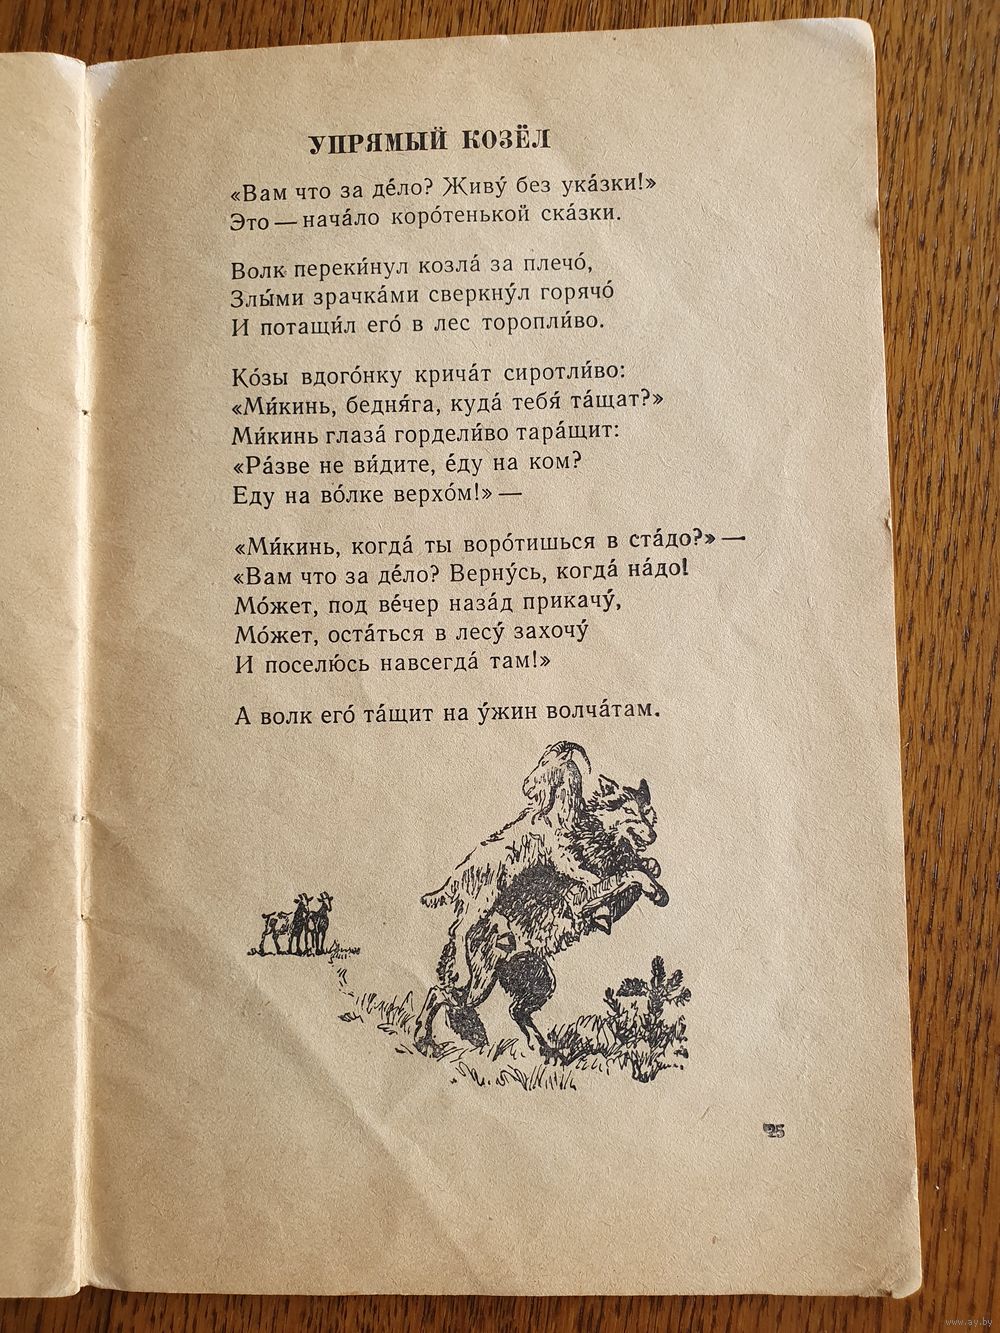 УПРЯМЫЙ КОЗЁЛ
«Вам что за де́ло? Живу́ без ука́зки!»
Это — нача́ло коро́тенькой ска́зки.
Волк переки́нул козла́ за плечо́,
Злы́ми зрачка́ми сверкну́л горячо́
И потащи́л его́ в лес торопли́во.
Ко́зы вдого́нку крича́т сиротли́во:
«Ми́кинь, бедня́га, куда́ тебя́ та́щат?»
Ми́кинь глаза́ гордели́во тара́щит:
«Ра́зве не ви́дите, е́ду на ком?
Еду на во́лке верхо́м!» —
«Ми́кинь, когда́ ты воро́тишься в ста́до?» —
«Вам что за де́ло? Верну́сь, когда́ на́до!
Мо́жет, под ве́чер наза́д прикачу́,
Мо́жет, оста́ться в лесу́ захочу́
И поселю́сь навсегда́ там!»
А волк его́ та́щит на у́жин волча́там.
25
www.ay.by